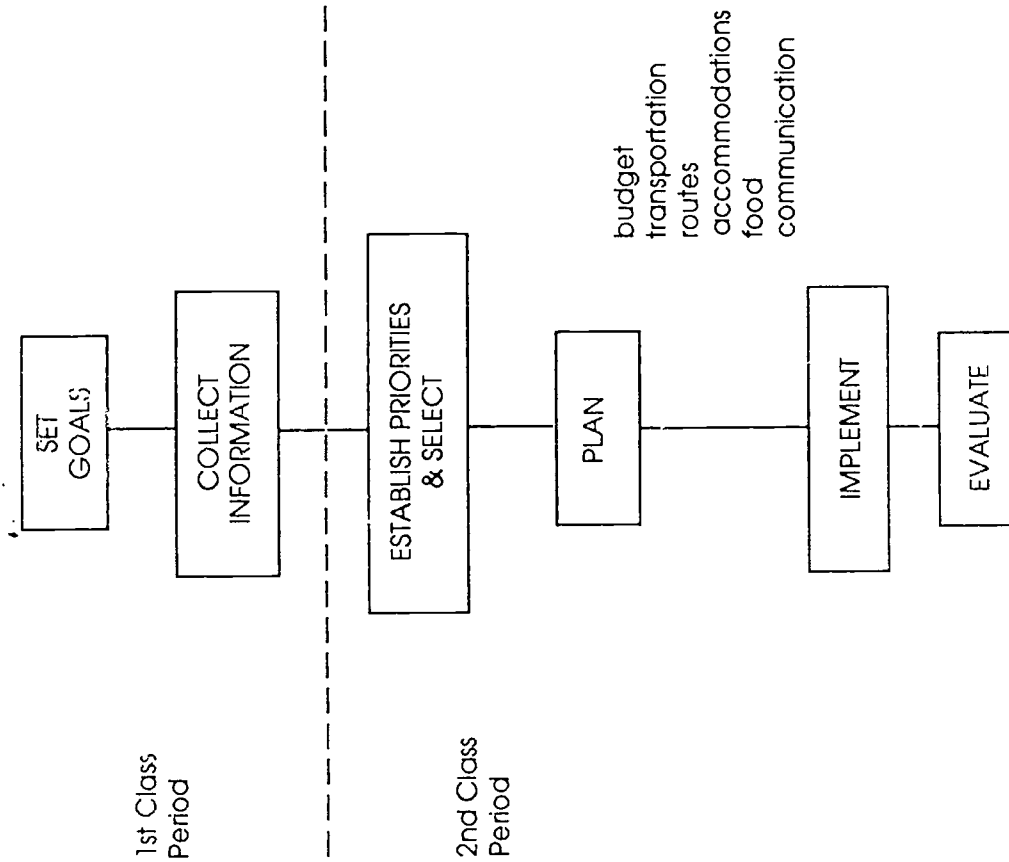 1st Class
Period
SET
GOALS
COLLECT
INFORMATION
2nd Class
Period
ESTABLISH PRIORITIES
& SELECT
PLAN
budget
transportation
routes
accommodations
food
communication
IMPLEMENT
EVALUATE